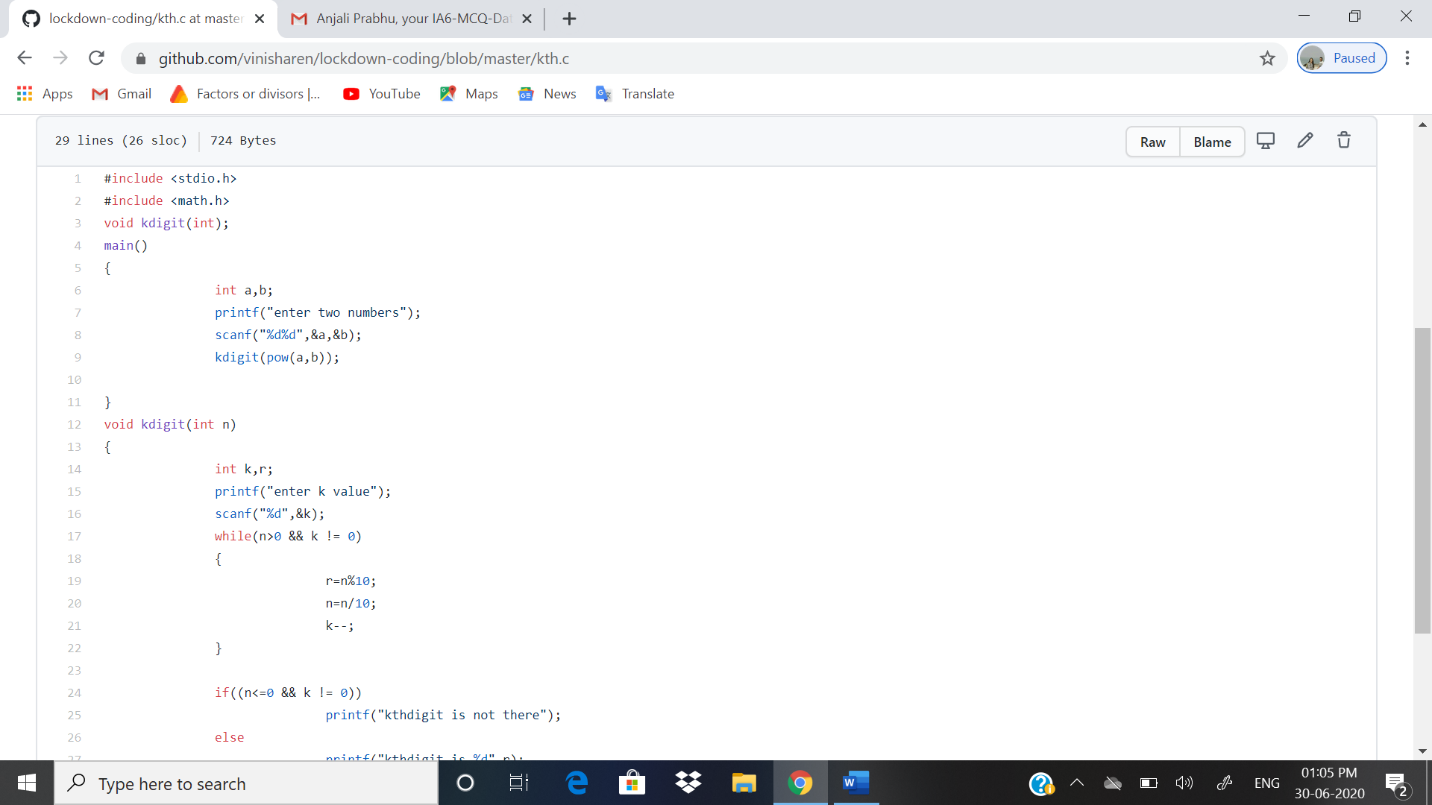 lockdown-coding/kth.c at master
Anjali Prabhu, your IA6-MCQ-Dat
github.com/vinisharen/lockdown-coding/blob/master/kth.c
Paused
Apps Gmail Factors or divisors |... YouTube Maps News Translate
29 lines (26 sloc) 724 Bytes Raw Blame
1 #include <stdio.h>
2 #include <math.h>
3 void kdigit(int);
4 main()
5 {
6 int a,b;
7 printf("enter two numbers");
8 scanf("%d%d",&a,&b);
9 kdigit(pow(a,b));
10
11 }
12 void kdigit(int n)
13 {
14 int k,r;
15 printf("enter k value");
16 scanf("%d",&k);
17 while(n>0 && k != 0)
18 {
19 r=n%10;
20 n=n/10;
21 k--;
22 }
23
24 if((n<=0 && k != 0))
25 printf("kthdigit is not there");
26 else
27 printf("kthdigit is %d",r);
Type here to search
ENG
01:05 PM
30-06-2020
2